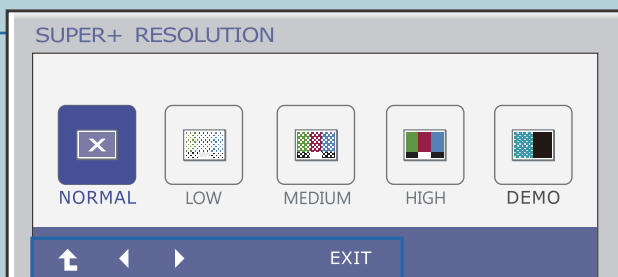 SUPER+ RESOLUTION
NORMAL LOW MEDIUM HIGH DEMO
EXIT